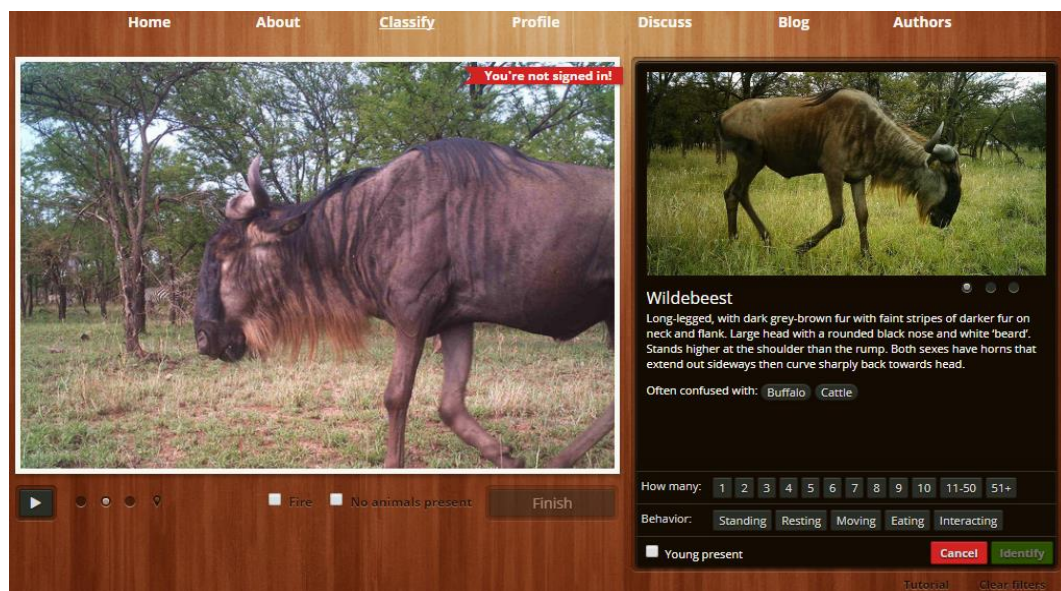 Home About Classify Profile Discuss Blog Authors
You're not signed in!
Fire No animals present Finish
Wildebeest
Long-legged, with dark grey-brown fur with faint stripes of darker fur on
neck and flank. Large head with a rounded black nose and white ‘beard’.
Stands higher at the shoulder than the rump. Both sexes have horns that
extend out sideways then curve sharply back towards head.
Often confused with: Buffalo Cattle
How many: 1 2 3 4 5 6 7 8 9 10 11-50 51+
Behavior: Standing Resting Moving Eating Interacting
Young present Cancel Identify
Tutorial Clear filters